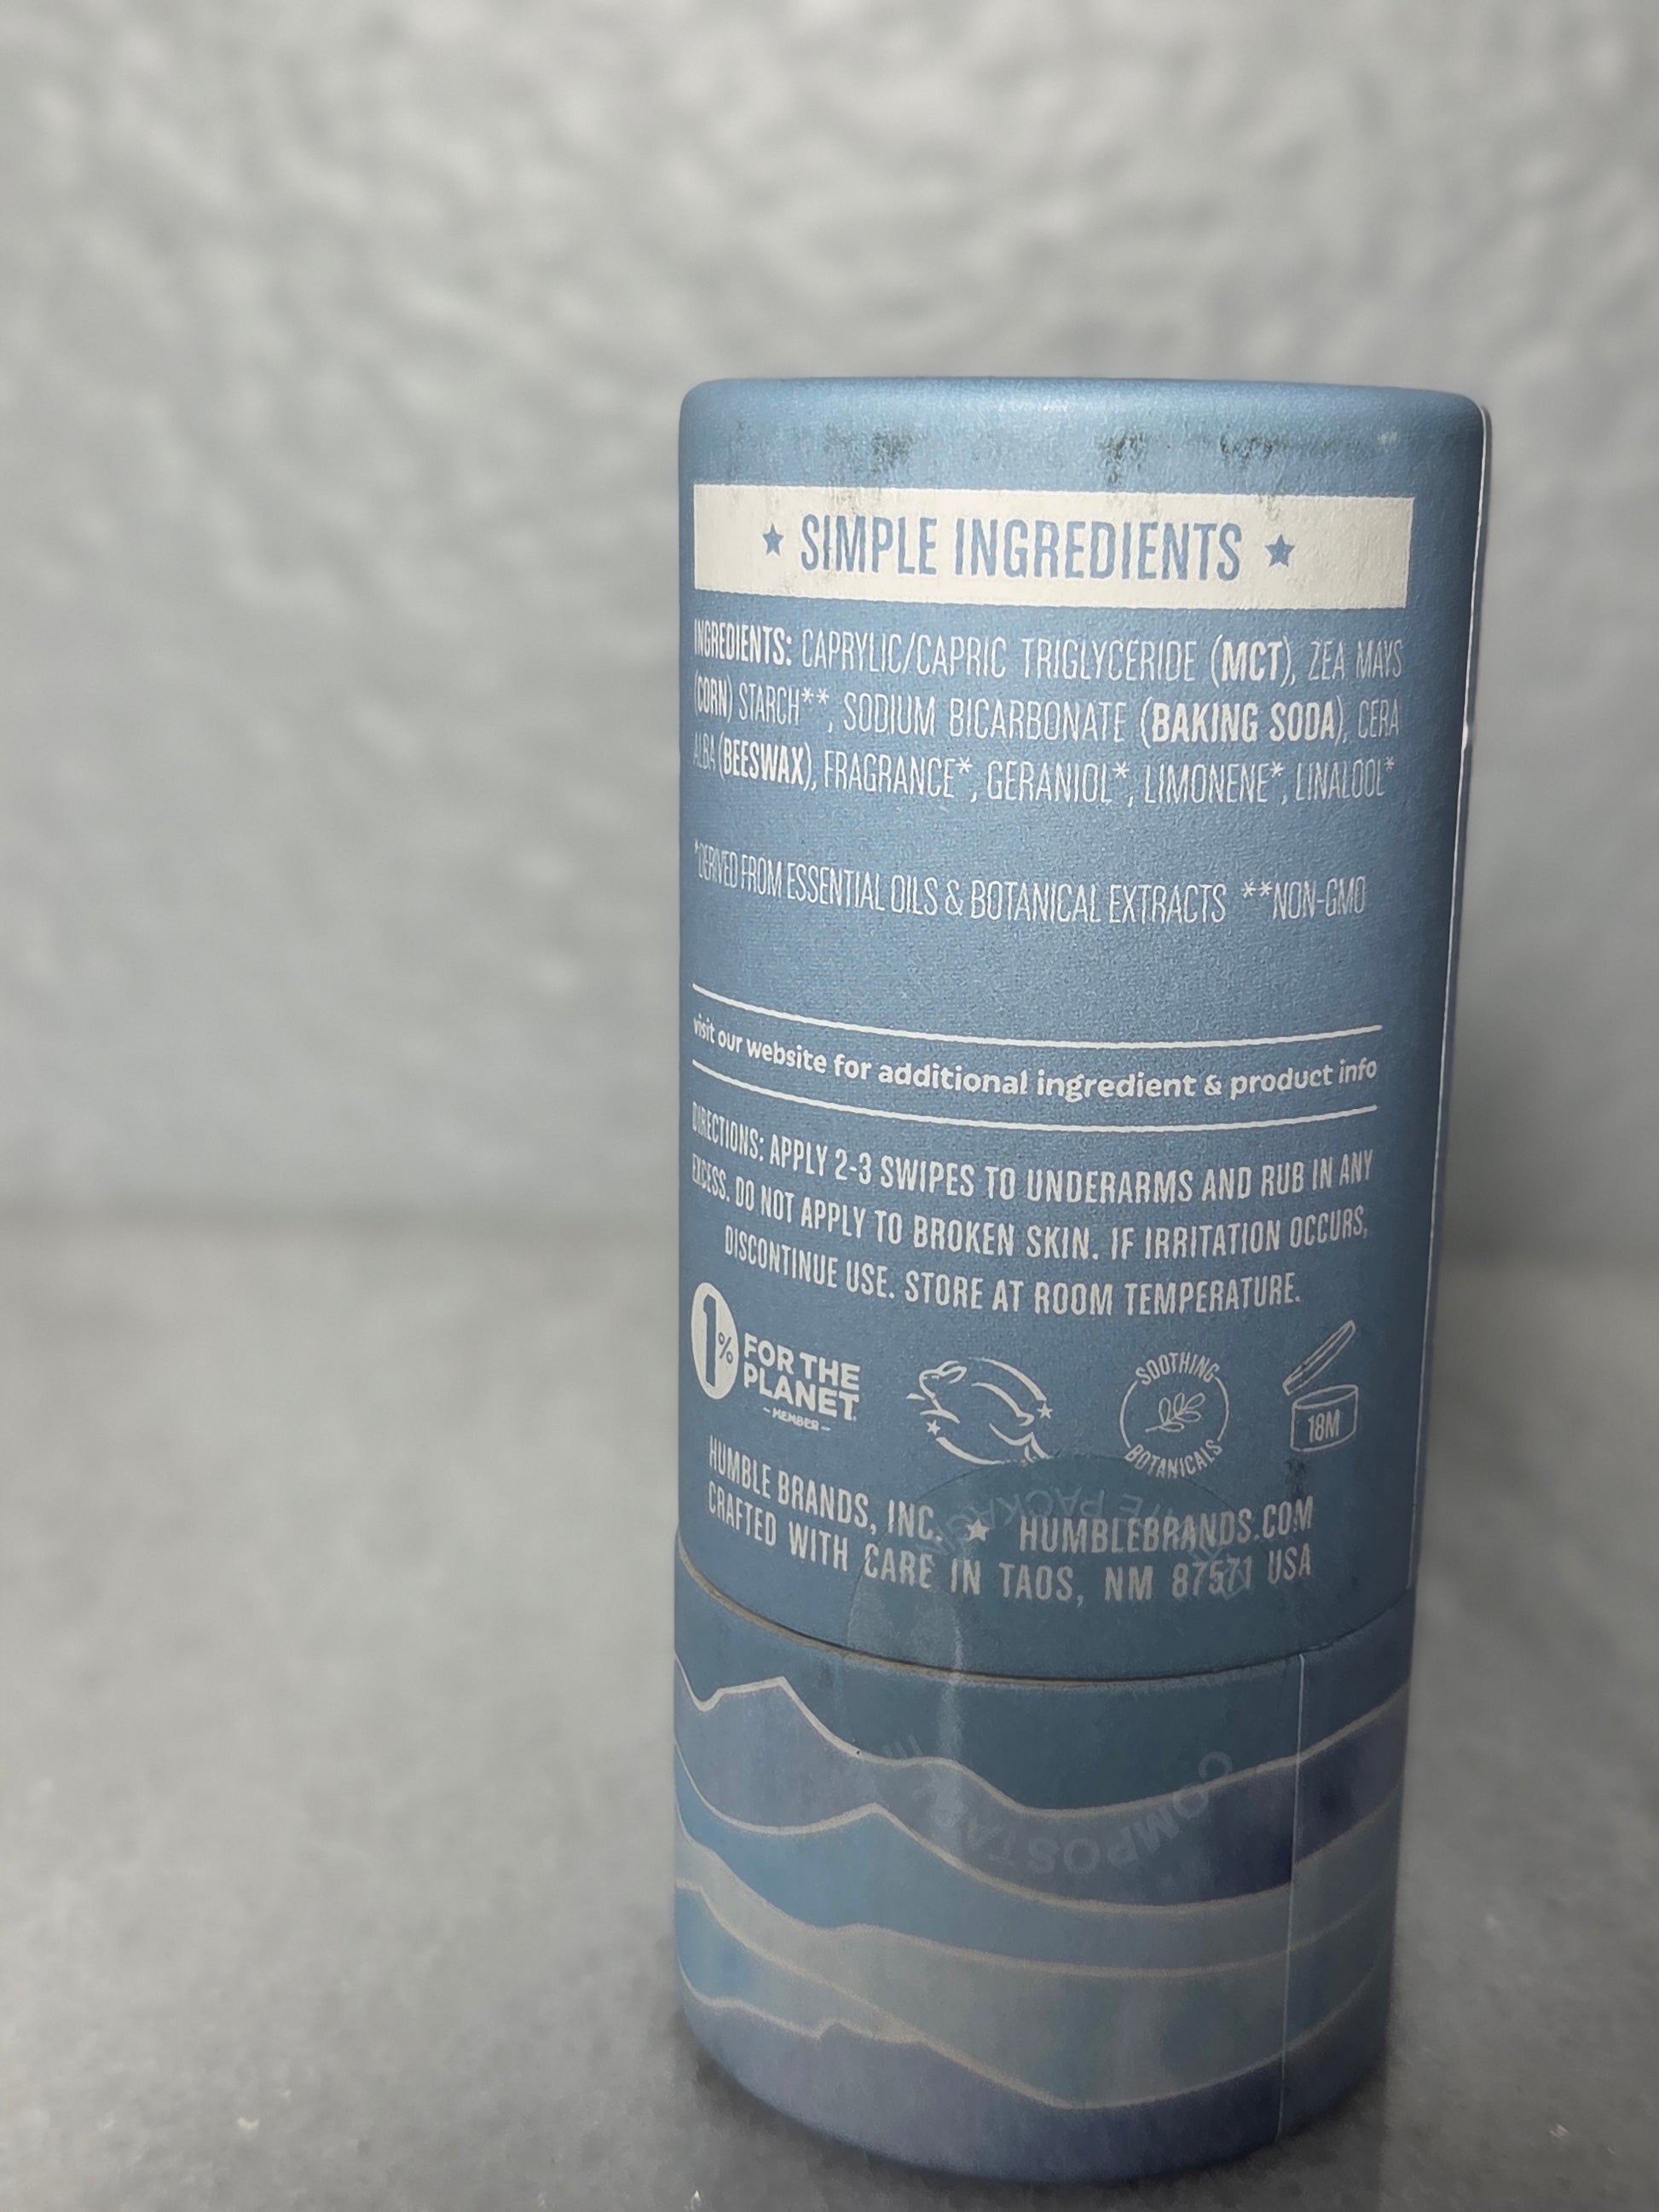 ★ SIMPLE INGREDIENTS ★
INGREDIENTS: CAPRYLIC/CAPRIC TRIGLYCERIDE (MCT), ZEA MAYS
(CORN) STARCH**, SODIUM BICARBONATE (BAKING SODA), CERA
ALBA (BEESWAX), FRAGRANCE*, GERANIOL*, LIMONENE*, LINALOOL*
*DERIVED FROM ESSENTIAL OILS & BOTANICAL EXTRACTS **NON-GMO
visit our website for additional ingredient & product info
DIRECTIONS: APPLY 2-3 SWIPES TO UNDERARMS AND RUB IN ANY
EXCESS. DO NOT APPLY TO BROKEN SKIN. IF IRRITATION OCCURS,
DISCONTINUE USE. STORE AT ROOM TEMPERATURE.
1%
FOR THE
PLANET
- MEMBER -
SOOTHING
BOTANICALS
18M
HUMBLE BRANDS, INC. ★ HUMBLEBRANDS.COM
CRAFTED WITH CARE IN TAOS, NM 87571 USA